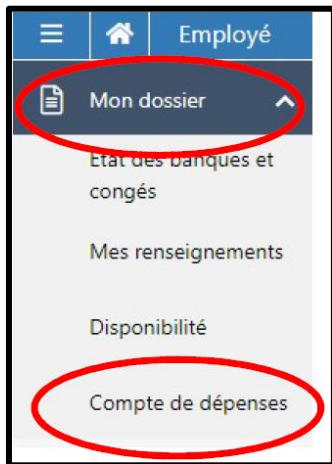 Employé
Mon dossier
État des banques et
congés
Mes renseignements
Disponibilité
Compte de dépenses